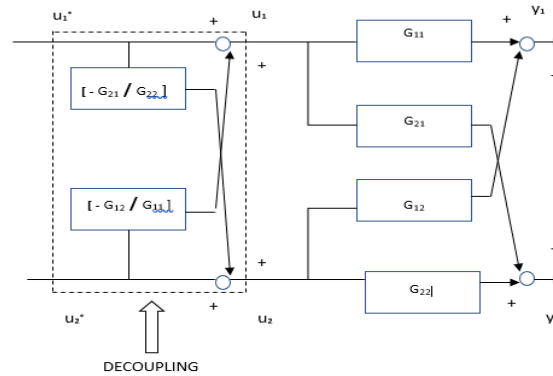 u₁* + u₁ + y₁
G₁₁
+ +
[ - G₂₁ / G₂₂ ]
G₂₁
[ - G₁₂ / G₁₁ ]
G₁₂
+ +
G₂₂
u₂* + u₂ + y
DECOUPLING